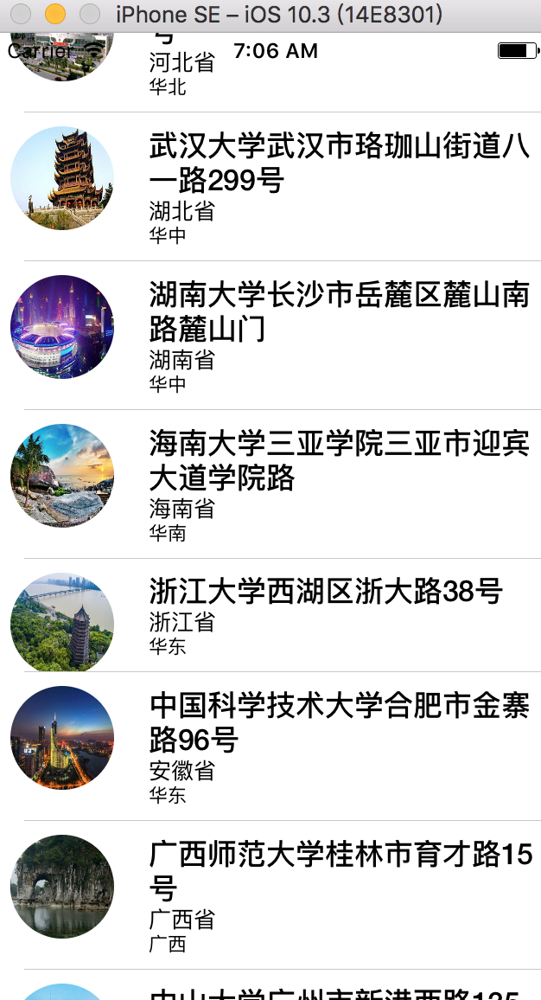 iPhone SE – iOS 10.3 (14E8301)
号
Carrier 7:06 AM
河北省
华北
武汉大学武汉市珞珈山街道八
一路299号
湖北省
华中
湖南大学长沙市岳麓区麓山南
路麓山门
湖南省
华中
海南大学三亚学院三亚市迎宾
大道学院路
海南省
华南
浙江大学西湖区浙大路38号
浙江省
华东
中国科学技术大学合肥市金寨
路96号
安徽省
华东
广西师范大学桂林市育才路15
号
广西省
广西
中山大学广州市新港西路135